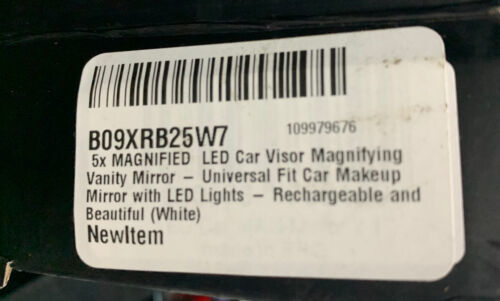 B09XRB25W7 109979676
5x MAGNIFIED LED Car Visor Magnifying
Vanity Mirror – Universal Fit Car Makeup
Mirror with LED Lights – Rechargeable and
Beautiful (White)
NewItem